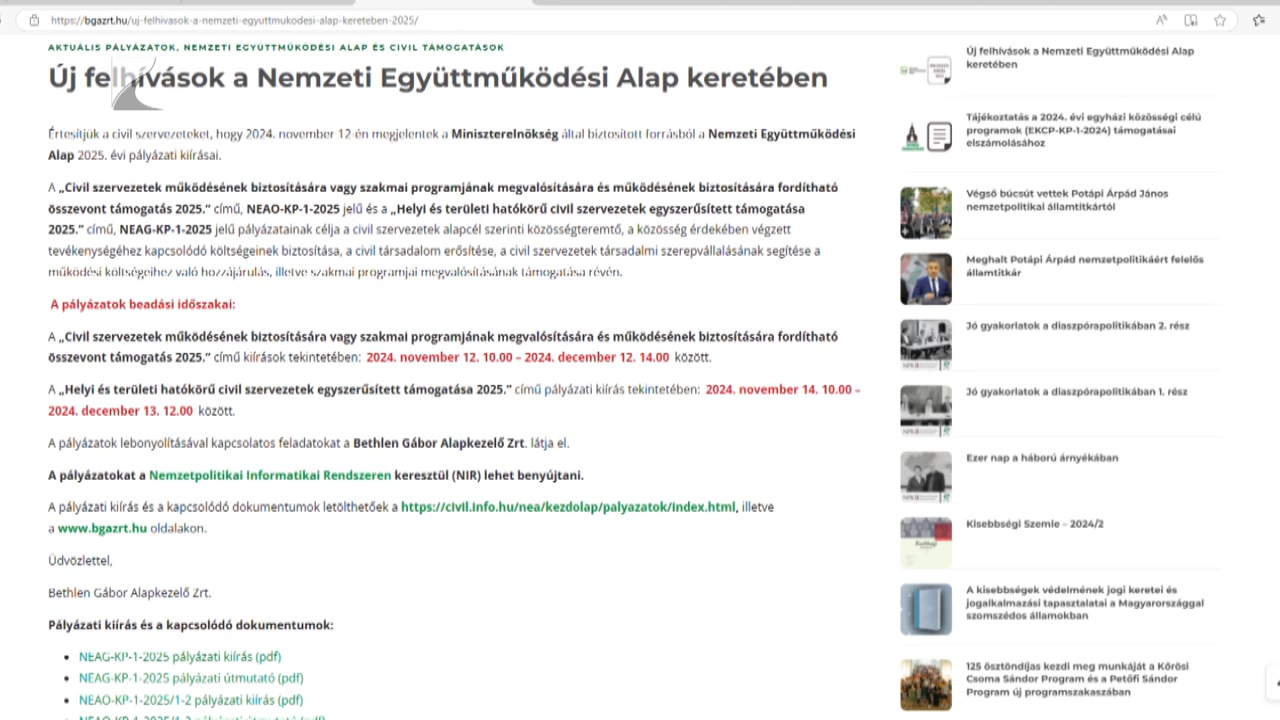 https://bgazrt.hu/uj-felhivasok-a-nemzeti-egyuttmukodesi-alap-kereteben-2025/
AKTUÁLIS PÁLYÁZATOK, NEMZETI EGYÜTTMŰKÖDÉSI ALAP ÉS CIVIL TÁMOGATÁSOK
Új felhívások a Nemzeti Együttműködési Alap keretében
Értesítjük a civil szervezeteket, hogy 2024. november 12-én megjelentek a Miniszterelnökség által biztosított forrásból a Nemzeti Együttműködési
Alap 2025. évi pályázati kiírásai.
A „Civil szervezetek működésének biztosítására vagy szakmai programjának megvalósítására és működésének biztosítására fordítható
összevont támogatás 2025.” című, NEAO-KP-1-2025 jelű és a „Helyi és területi hatókörű civil szervezetek egyszerűsített támogatása
2025.” című, NEAG-KP-1-2025 jelű pályázatainak célja a civil szervezetek alapcél szerinti közösségteremtő, a közösség érdekében végzett
tevékenységéhez kapcsolódó költségeinek biztosítása, a civil társadalom erősítése, a civil szervezetek társadalmi szerepvállalásának segítése a
működési költségeihez való hozzájárulás, illetve szakmai programjai megvalósításának támogatása révén.
A pályázatok beadási időszakai:
A „Civil szervezetek működésének biztosítására vagy szakmai programjának megvalósítására és működésének biztosítására fordítható
összevont támogatás 2025.” című kiírások tekintetében: 2024. november 12. 10.00 – 2024. december 12. 14.00 között.
A „Helyi és területi hatókörű civil szervezetek egyszerűsített támogatása 2025.” című pályázati kiírás tekintetében: 2024. november 14. 10.00 –
2024. december 13. 12.00 között.
A pályázatok lebonyolításával kapcsolatos feladatokat a Bethlen Gábor Alapkezelő Zrt. látja el.
A pályázatokat a Nemzetpolitikai Informatikai Rendszeren keresztül (NIR) lehet benyújtani.
A pályázati kiírás és a kapcsolódó dokumentumok letölthetőek a https://civil.info.hu/nea/kezdolap/palyazatok/index.html, illetve
a www.bgazrt.hu oldalakon.
Üdvözlettel,
Bethlen Gábor Alapkezelő Zrt.
Pályázati kiírás és a kapcsolódó dokumentumok:
• NEAG-KP-1-2025 pályázati kiírás (pdf)
• NEAG-KP-1-2025 pályázati útmutató (pdf)
• NEAO-KP-1-2025/1-2 pályázati kiírás (pdf)
NEAO-KP-1-2025/1-2 pályázati útmutató (pdf)
Új felhívások a Nemzeti Együttműködési Alap
keretében
Tájékoztatás a 2024. évi egyházi közösségi célú
programok (EKCP-KP-1-2024) támogatásai
elszámolásához
Végső búcsút vettek Potápi Árpád János
nemzetpolitikai államtitkártól
Meghalt Potápi Árpád nemzetpolitikáért felelős
államtitkár
Jó gyakorlatok a diaszpórapolitikában 2. rész
Jó gyakorlatok a diaszpórapolitikában 1. rész
Ezer nap a háború árnyékában
Kisebbségi Szemle – 2024/2
A kisebbségek védelmének jogi keretei és
jogalkalmazási tapasztalatai a Magyarországgal
szomszédos államokban
125 ösztöndíjas kezdi meg munkáját a Kőrösi
Csoma Sándor Program és a Petőfi Sándor
Program új programszakaszában